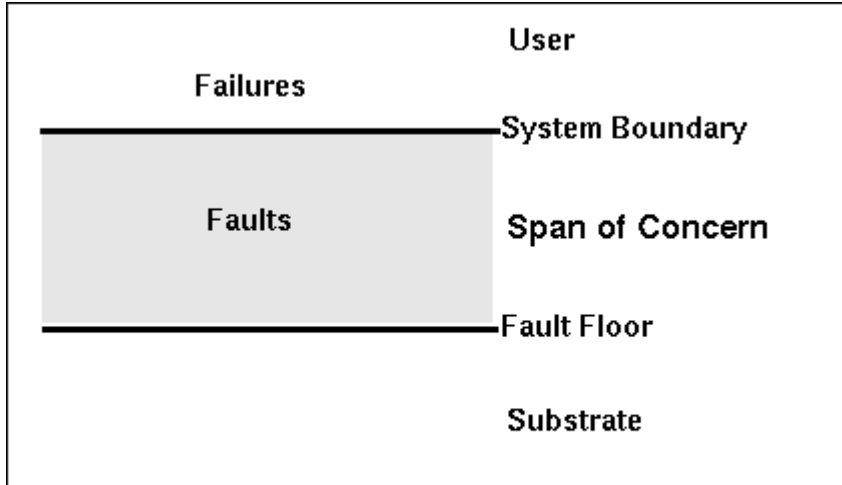 User
Failures
System Boundary
Faults
Span of Concern
Fault Floor
Substrate